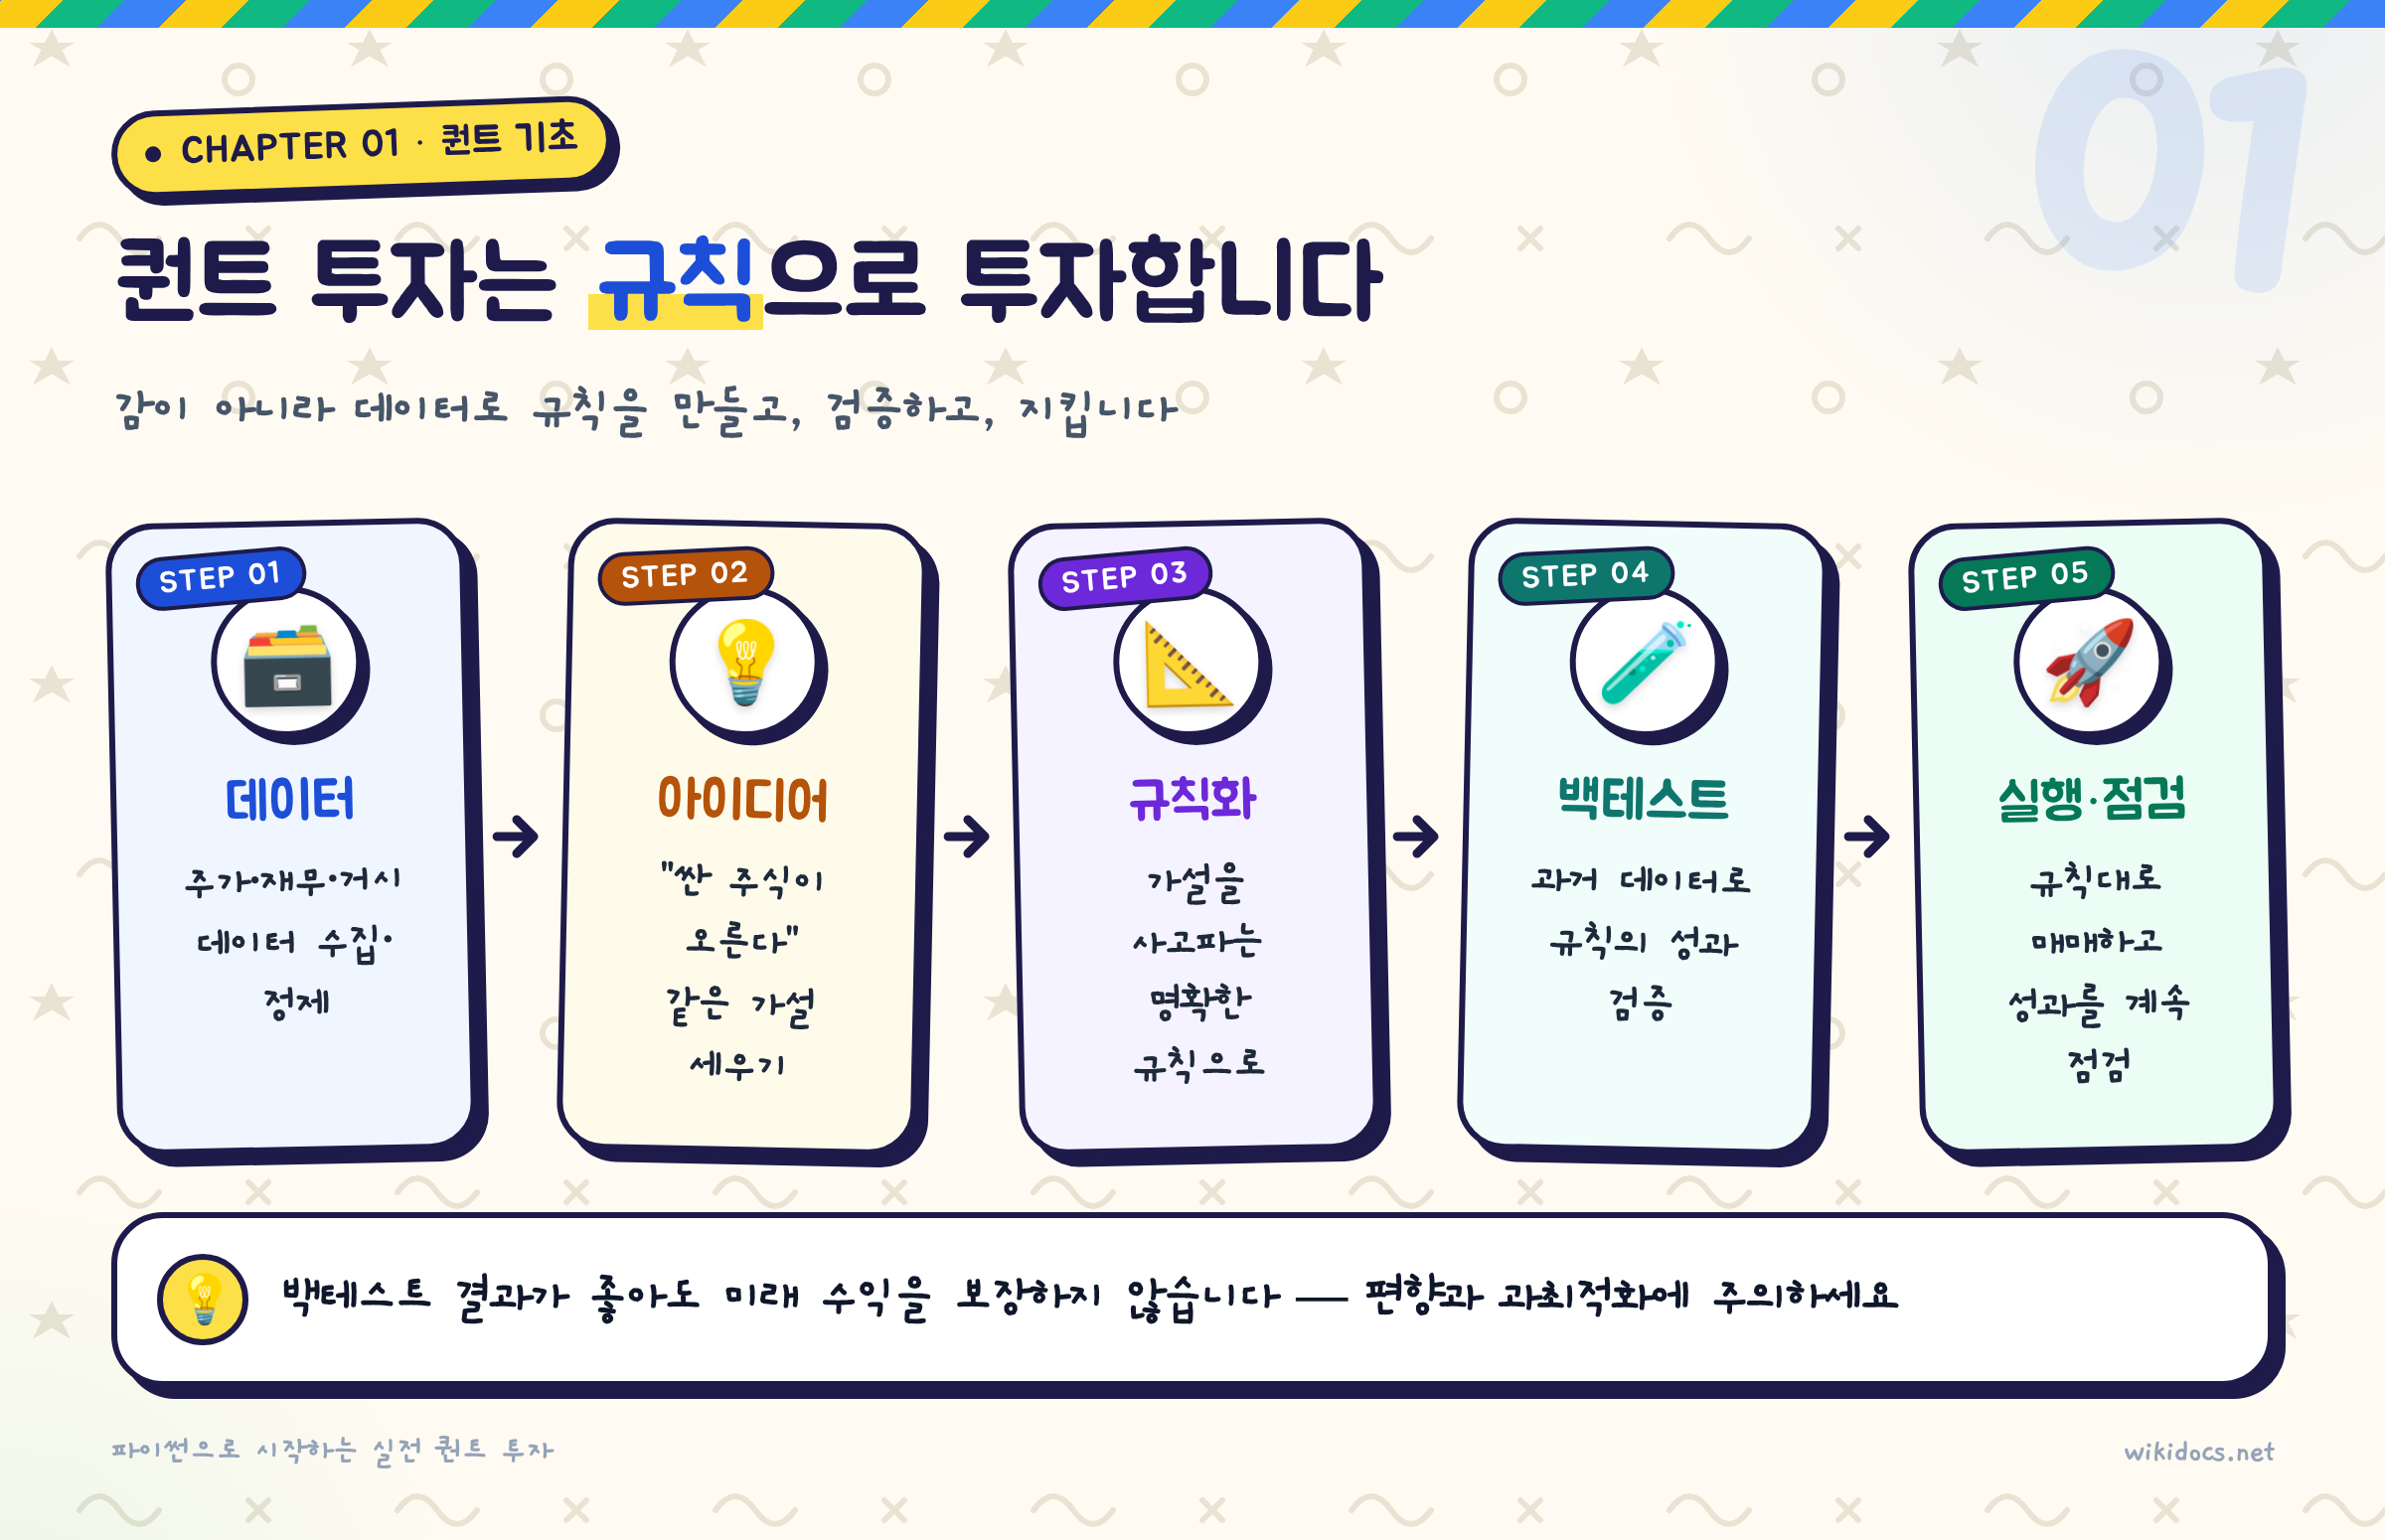 01
CHAPTER 01 · 퀀트 기초
퀀트 투자는 규칙으로 투자합니다
감이 아니라 데이터로 규칙을 만들고, 검증하고, 지킵니다
STEP 01
데이터
주가·재무·거시
데이터 수집·
정제
STEP 02
아이디어
"싼 주식이
오른다"
같은 가설
세우기
STEP 03
규칙화
가설을
사고파는
명확한
규칙으로
STEP 04
백테스트
과거 데이터로
규칙의 성과
검증
STEP 05
실행·점검
규칙대로
매매하고
성과를 계속
점검
백테스트 결과가 좋아도 미래 수익을 보장하지 않습니다 — 편향과 과최적화에 주의하세요
파이썬으로 시작하는 실전 퀀트 투자
wikidocs.net